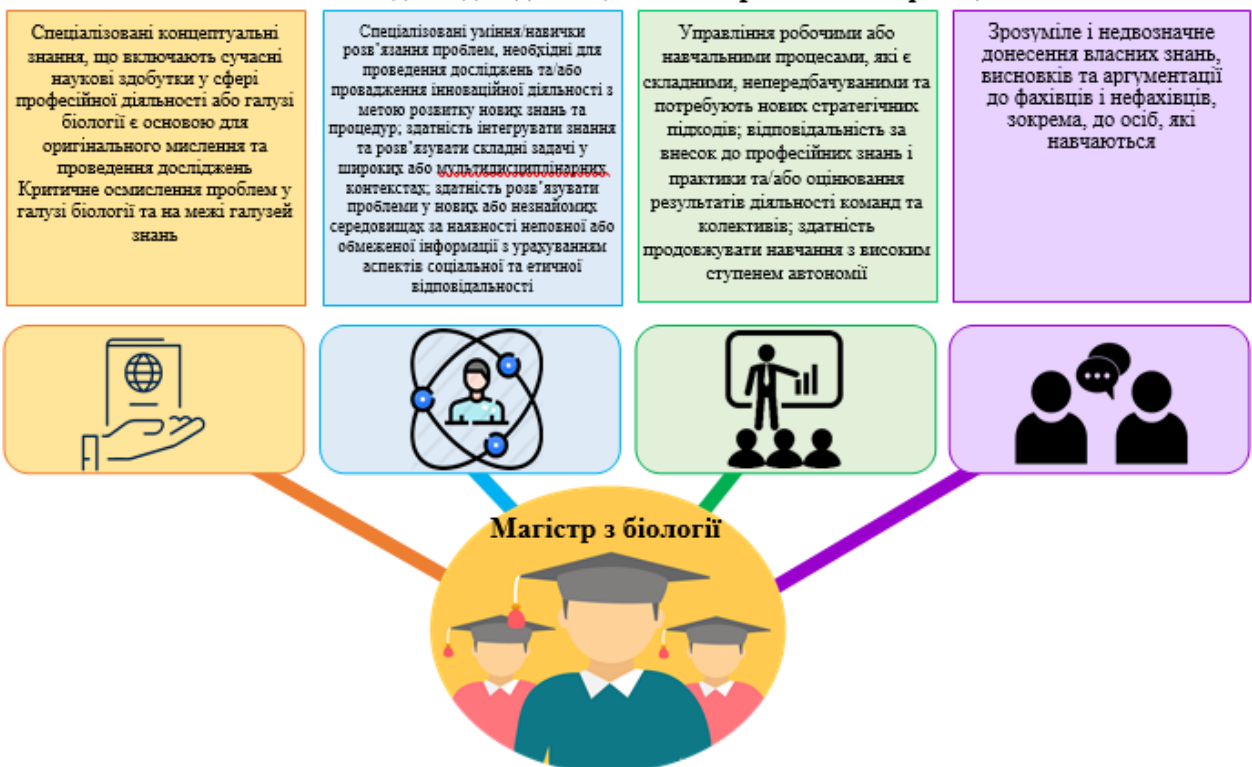 Спеціалізовані концептуальні
знання, що включають сучасні
наукові здобутки у сфері
професійної діяльності або галузі
біології є основою для
оригінального мислення та
проведення досліджень
Критичне осмислення проблем у
галузі біології та на межі галузей
знань
Спеціалізовані уміння/навички
розв’язання проблем, необхідні для
проведення досліджень та/або
провадження інноваційної діяльності з
метою розвитку нових знань та
процедур; здатність інтегрувати знання
та розв’язувати складні задачі у
широких або мультидисциплінарних
контекстах; здатність розв’язувати
проблеми у нових або незнайомих
середовищах за наявності неповної або
обмеженої інформації з урахуванням
аспектів соціальної та етичної
відповідальності
Управління робочими або
навчальними процесами, які є
складними, непередбачуваними та
потребують нових стратегічних
підходів; відповідальність за
внесок до професійних знань і
практики та/або оцінювання
результатів діяльності команд та
колективів; здатність
продовжувати навчання з високим
ступенем автономії
Зрозуміле і недвозначне
донесення власних знань,
висновків та аргументації
до фахівців і нефахівців,
зокрема, до осіб, які
навчаються
Магістр з біології